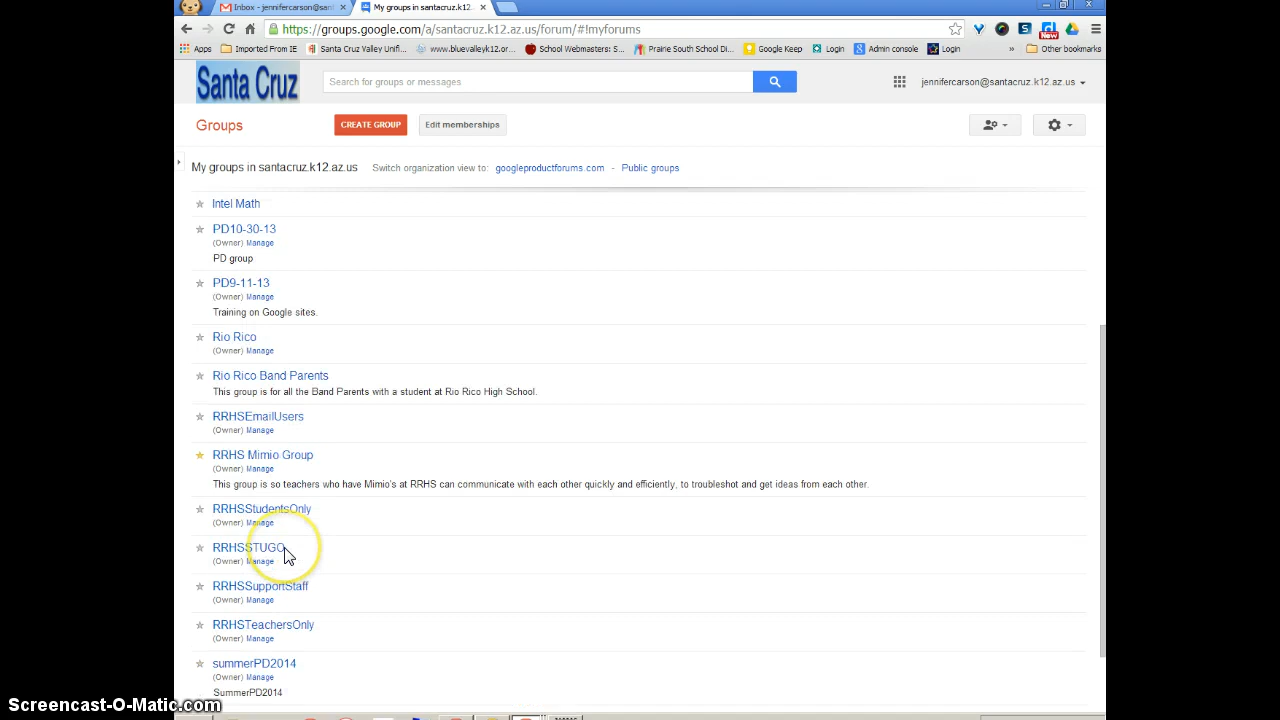 Inbox - jennifercarson@san
My groups in santacruz.k12.
https://groups.google.com/a/santacruz.k12.az.us/forum/#!myforums
Apps
Imported From IE
Santa Cruz Valley Unifi...
www.bluevalleyk12.or...
School Webmasters: S...
Prairie South School Di...
Google Keep
Login
Admin console
Login
New
»
Other bookmarks
Santa Cruz
Search for groups or messages
jennifercarson@santacruz.k12.az.us
Groups
CREATE GROUP
Edit memberships
My groups in santacruz.k12.az.us
Switch organization view to: googleproductforums.com - Public groups
Intel Math
PD10-30-13
(Owner) Manage
PD group
PD9-11-13
(Owner) Manage
Training on Google sites.
Rio Rico
(Owner) Manage
Rio Rico Band Parents
This group is for all the Band Parents with a student at Rio Rico High School.
RRHSEmailUsers
(Owner) Manage
RRHS Mimio Group
(Owner) Manage
This group is so teachers who have Mimio's at RRHS can communicate with each other quickly and efficiently, to troubleshot and get ideas from each other.
RRHSStudentsOnly
(Owner) Manage
RRHSSTUGO
(Owner) Manage
RRHSSupportStaff
(Owner) Manage
RRHSTeachersOnly
(Owner) Manage
summerPD2014
(Owner) Manage
SummerPD2014
Screencast-O-Matic.com